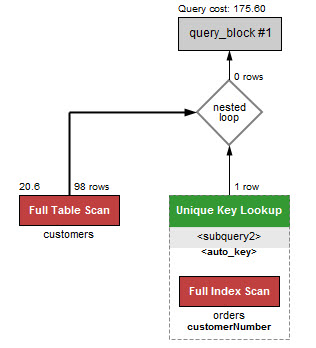 Query cost: 175.60
query_block #1
0 rows
nested
loop
20.6
98 rows
1 row
Full Table Scan
customers
Unique Key Lookup
<subquery2>
<auto_key>
Full Index Scan
orders
customerNumber